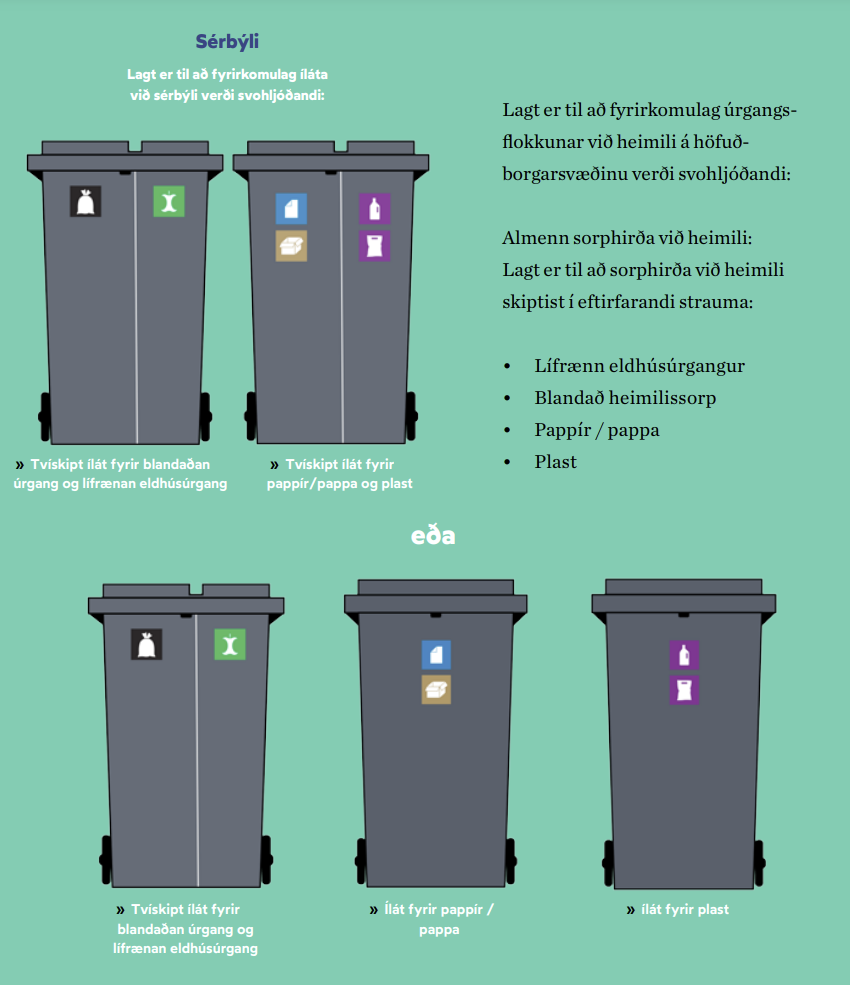 Sérbýli
Lagt er til að fyrirkomulag íláta
við sérbýli verði svohljóðandi:
» Tvískipt ílát fyrir blandaðan
úrgang og lífrænan eldhúsúrgang
» Tvískipt ílát fyrir
pappír/pappa og plast
Lagt er til að fyrirkomulag úrgangs-
flokkunar við heimili á höfuð-
borgarsvæðinu verði svohljóðandi:
Almenn sorphirða við heimili:
Lagt er til að sorphirða við heimili
skiptist í eftirfarandi strauma:
• Lífrænn eldhúsúrgangur
• Blandað heimilissorp
• Pappír / pappa
• Plast
eða
» Tvískipt ílát fyrir
blandaðan úrgang og
lífrænan eldhúsúrgang
» Ílát fyrir pappír /
pappa
» ílát fyrir plast